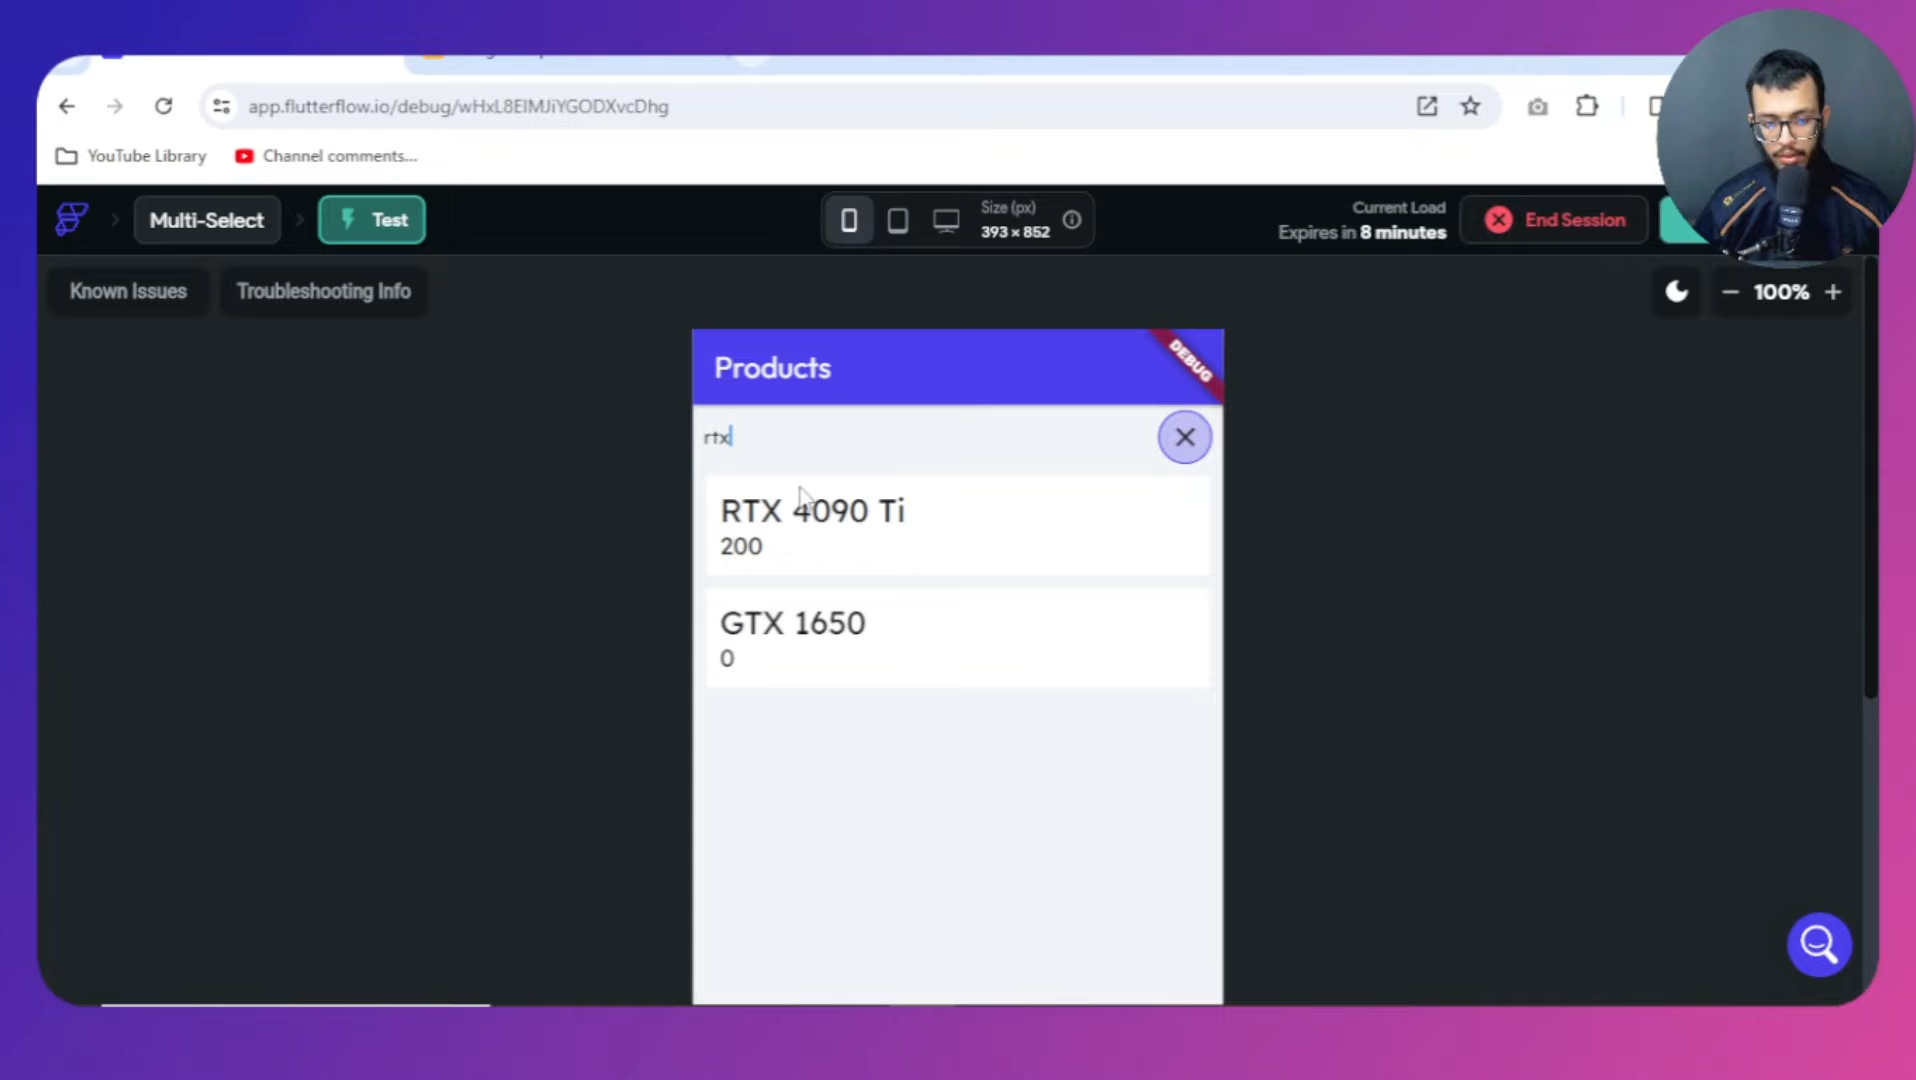 app.flutterflow.io/debug/wHxL8EIMJiYGODXvcDhg
YouTube Library
Channel comments...
Multi-Select
Test
Size (px)
393 × 852
Current Load
Expires in 8 minutes
End Session
Known Issues
Troubleshooting Info
100%
Products
DEBUG
rtx
RTX 4090 Ti
200
GTX 1650
0